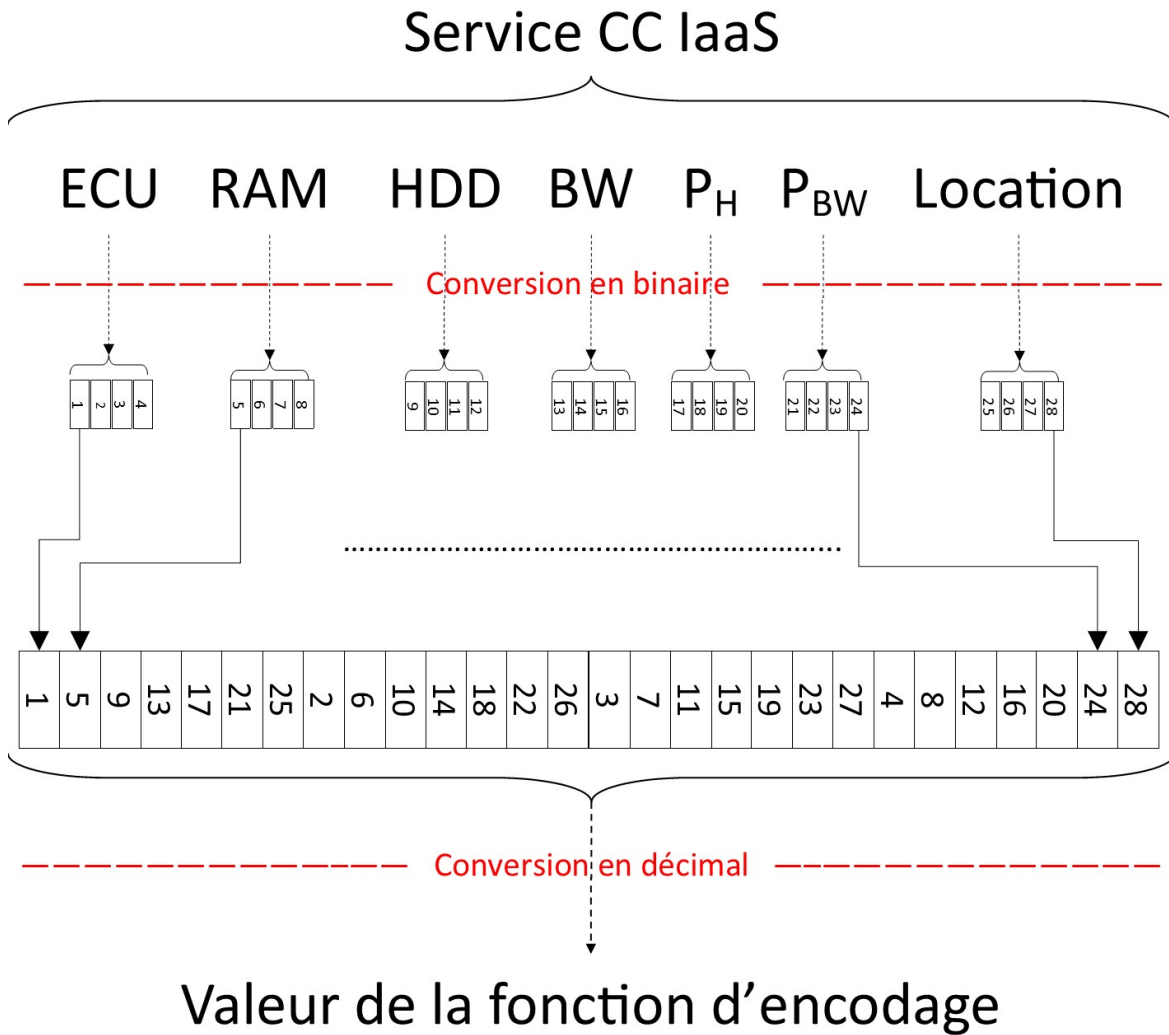 Service CC IaaS
ECU RAM HDD BW P_H P_BW Location
Conversion en binaire
1 2 3 4 5 6 7 8 9 10 11 12 13 14 15 16 17 18 19 20 21 22 23 24 25 26 27 28
1 5 9 13 17 21 25 2 6 10 14 18 22 26 3 7 11 15 19 23 27 4 8 12 16 20 24 28
Conversion en décimal
Valeur de la fonction d’encodage